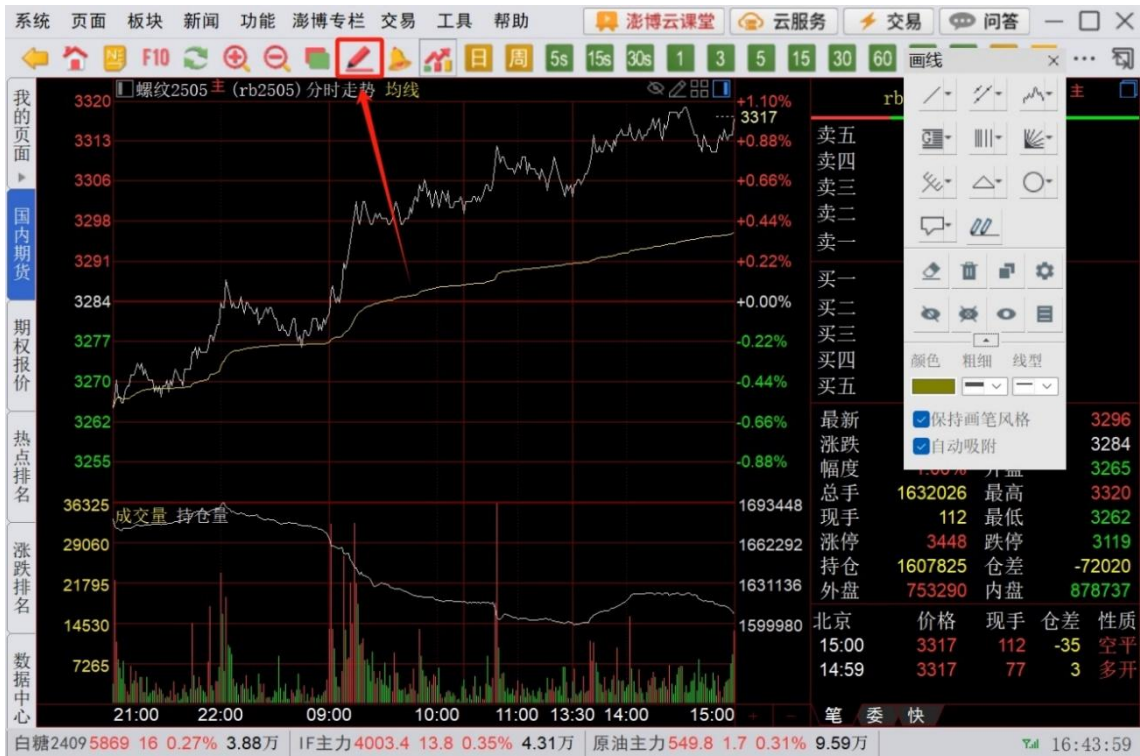 系统 页面 板块 新闻 功能 澎博专栏 交易 工具 帮助 澎博云课堂 云服务 交易 问答
F10 日 周 5s 15s 30s 1 3 5 15 30 60
画线
我的页面
国内期货
期权报价
热点排名
涨跌排名
数据中心
螺纹2505 主 (rb2505) 分时走势 均线
3320 +1.10%
3317
3313 +0.88%
3306 +0.66%
3298 +0.44%
3291 +0.22%
3284 +0.00%
3277 -0.22%
3270 -0.44%
3262 -0.66%
3255 -0.88%
成交量 持仓量
36325 1693448
29060 1662292
21795 1631136
14530 1599980
7265
21:00 22:00 09:00 10:00 11:00 13:30 14:00 15:00
rb 主
卖五
卖四
卖三
卖二
卖一
买一
买二
买三
买四
买五
颜色 粗细 线型
保持画笔风格
自动吸附
最新 3296
涨跌 3284
幅度 3265
总手 1632026 最高 3320
现手 112 最低 3262
涨停 3448 跌停 3119
持仓 1607825 仓差 -72020
外盘 753290 内盘 878737
北京 价格 现手 仓差 性质
15:00 3317 112 -35 空平
14:59 3317 77 3 多开
笔 委 快
白糖2409 5869 16 0.27% 3.88万 IF主力 4003.4 13.8 0.35% 4.31万 原油主力 549.8 1.7 0.31% 9.59万 16:43:59